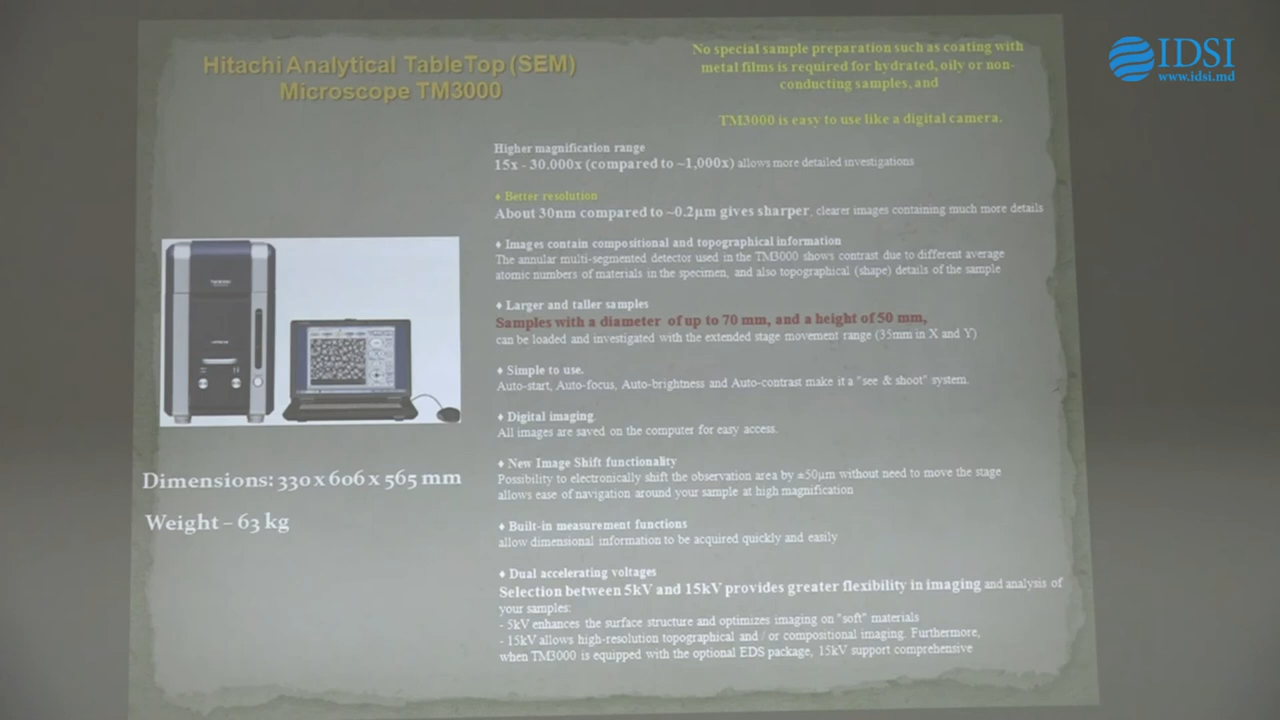 Hitachi Analytical TableTop (SEM)
Microscope TM3000
No special sample preparation such as coating with
metal films is required for hydrated, oily or non-
conducting samples, and
TM3000 is easy to use like a digital camera.
IDSI
www.idsi.md
Higher magnification range
15x - 30.000x (compared to ~1,000x) allows more detailed investigations
♦ Better resolution
About 30nm compared to ~0.2µm gives sharper, clearer images containing much more details
♦ Images contain compositional and topographical information
The annular multi-segmented detector used in the TM3000 shows contrast due to different average
atomic numbers of materials in the specimen, and also topographical (shape) details of the sample
♦ Larger and taller samples
Samples with a diameter of up to 70 mm, and a height of 50 mm,
can be loaded and investigated with the extended stage movement range (35mm in X and Y)
♦ Simple to use.
Auto-start, Auto-focus, Auto-brightness and Auto-contrast make it a "see & shoot" system.
♦ Digital imaging.
All images are saved on the computer for easy access.
♦ New Image Shift functionality
Possibility to electronically shift the observation area by ±50µm without need to move the stage
allows ease of navigation around your sample at high magnification
♦ Built-in measurement functions
allow dimensional information to be acquired quickly and easily
♦ Dual accelerating voltages
Selection between 5kV and 15kV provides greater flexibility in imaging and analysis of
your samples:
- 5kV enhances the surface structure and optimizes imaging on "soft" materials
- 15kV allows high-resolution topographical and / or compositional imaging. Furthermore,
when TM3000 is equipped with the optional EDS package, 15kV support comprehensive
Dimensions: 330 x 606 x 565 mm
Weight – 63 kg